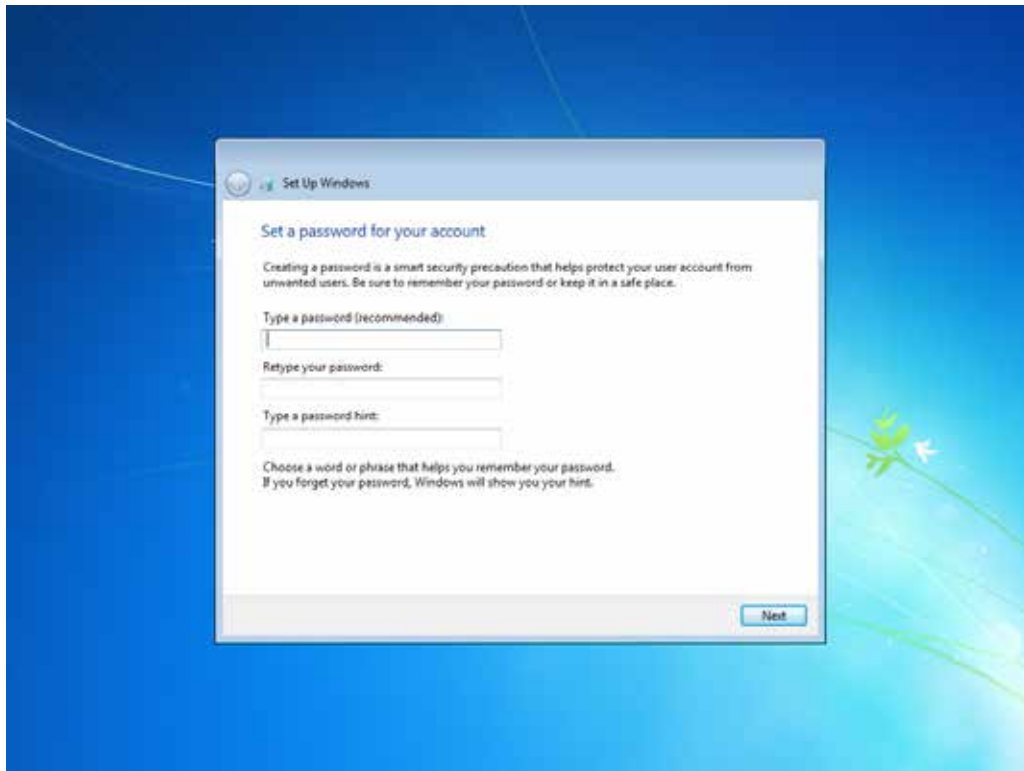 Set Up Windows
Set a password for your account
Creating a password is a smart security precaution that helps protect your user account from
unwanted users. Be sure to remember your password or keep it in a safe place.
Type a password (recommended):
Retype your password:
Type a password hint:
Choose a word or phrase that helps you remember your password.
If you forget your password, Windows will show you your hint.
Next